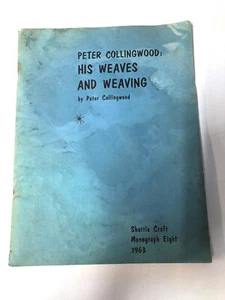 PETER COLLINGWOOD:
HIS WEAVES
AND WEAVING
by Peter Collingwood
Shuttle Craft
Monograph Eight
1963